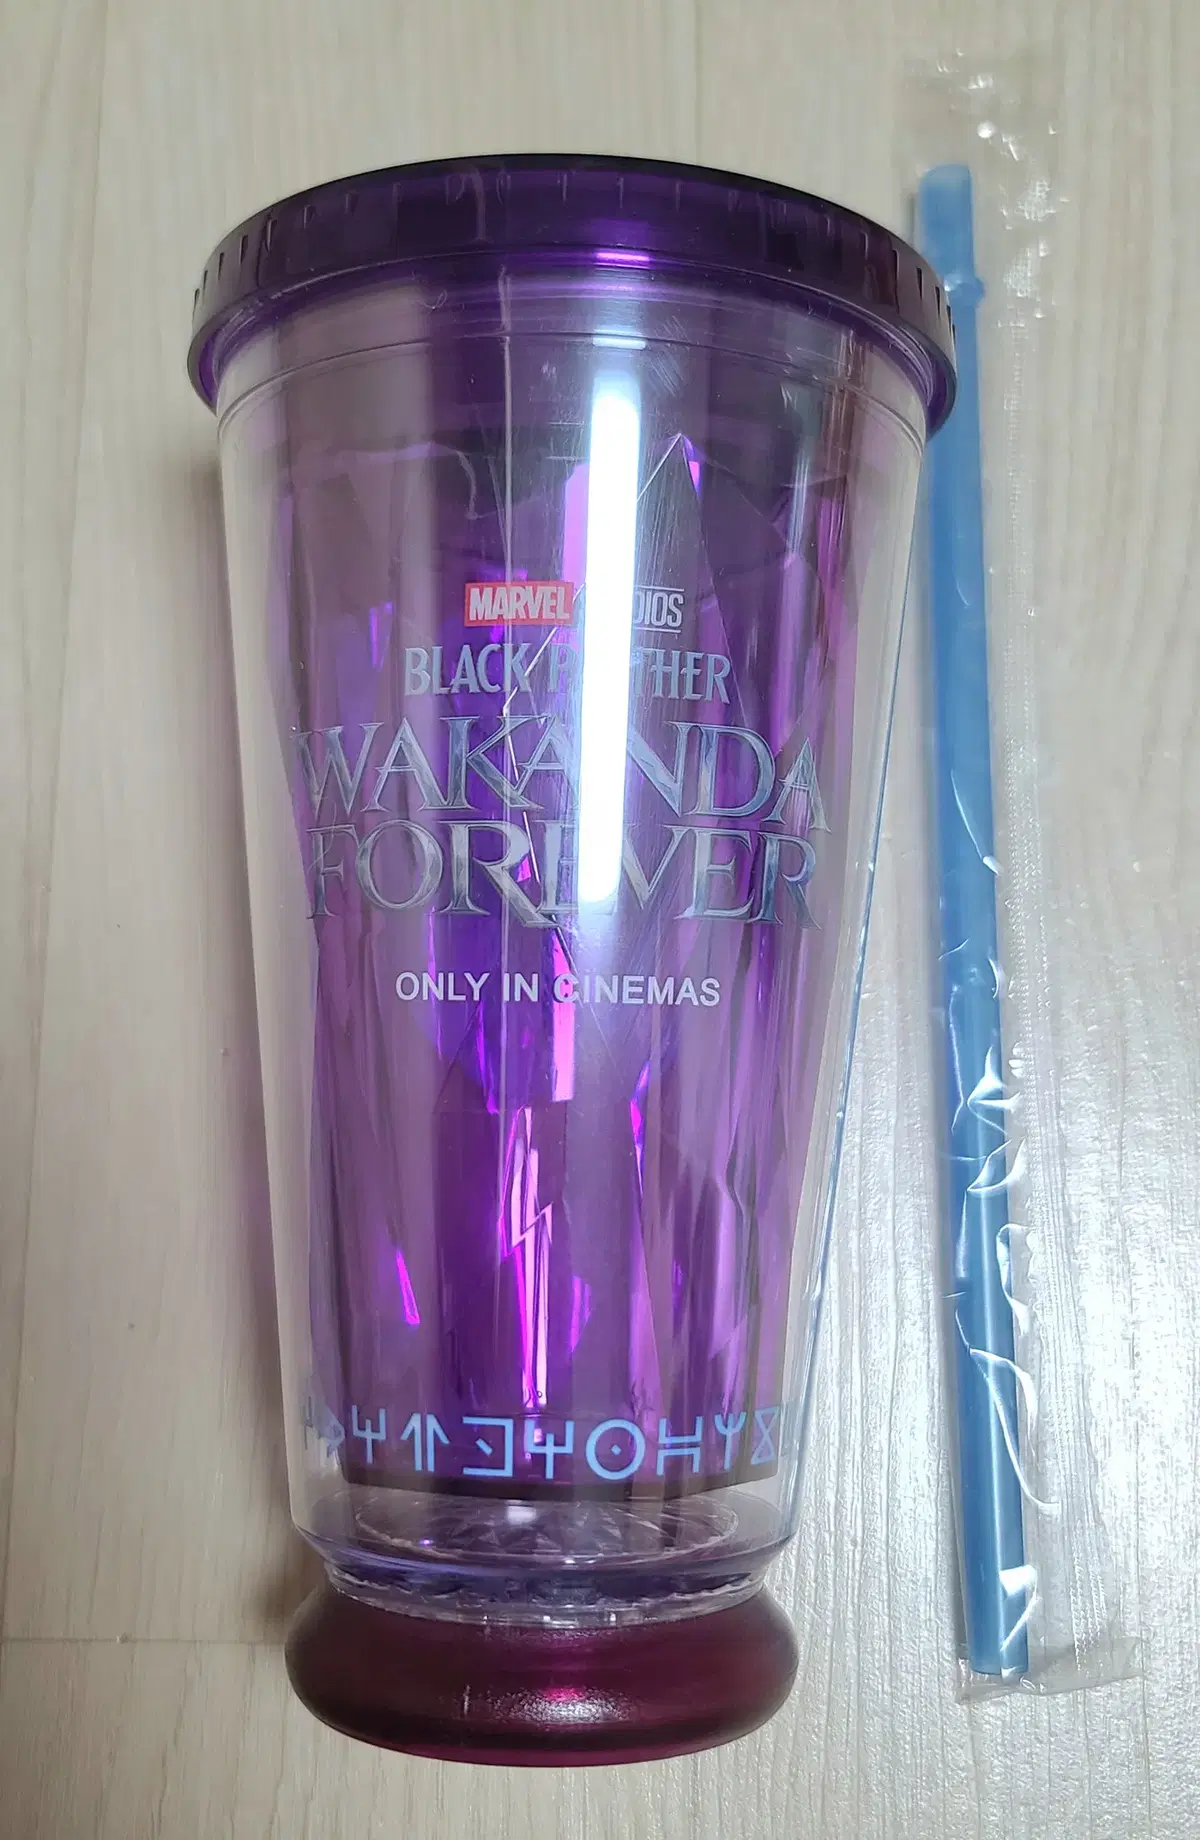 MARVEL STUDIOS
BLACK PANTHER
WAKANDA
FOREVER
ONLY IN CINEMAS